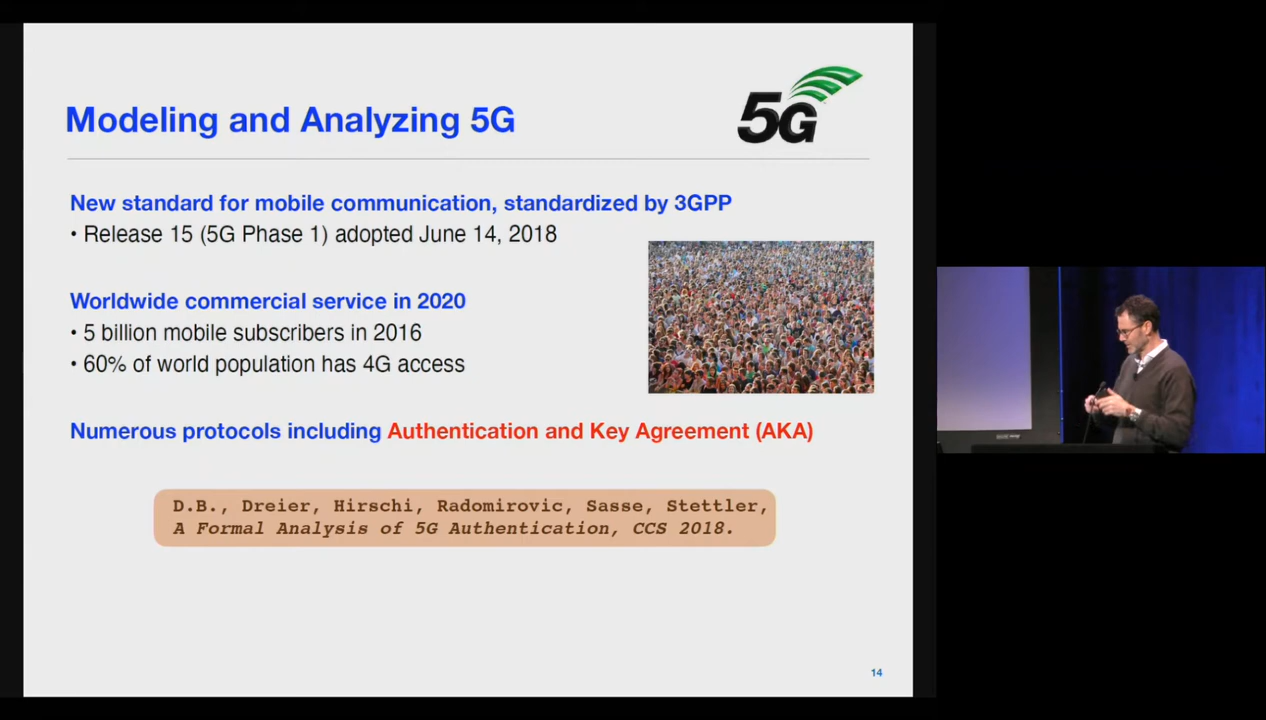 Modeling and Analyzing 5G
5G
New standard for mobile communication, standardized by 3GPP
• Release 15 (5G Phase 1) adopted June 14, 2018
Worldwide commercial service in 2020
• 5 billion mobile subscribers in 2016
• 60% of world population has 4G access
Numerous protocols including Authentication and Key Agreement (AKA)
D.B., Dreier, Hirschi, Radomirovic, Sasse, Stettler,
A Formal Analysis of 5G Authentication, CCS 2018.
14